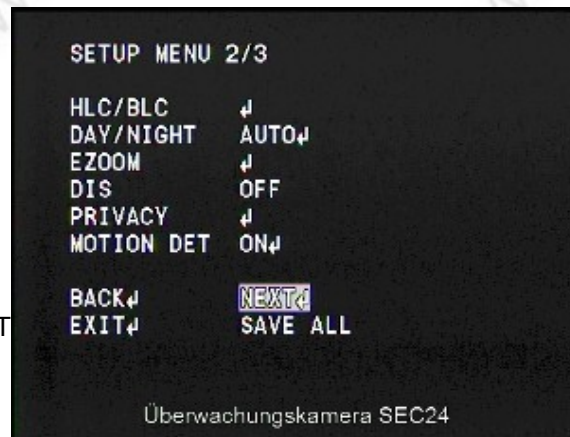 SETUP MENU 2/3
HLC/BLC ↲
DAY/NIGHT AUTO↲
EZOOM ↲
DIS OFF
PRIVACY ↲
MOTION DET ON↲
BACK↲ NEXT↲
T
EXIT↲ SAVE ALL
Überwachungskamera SEC24